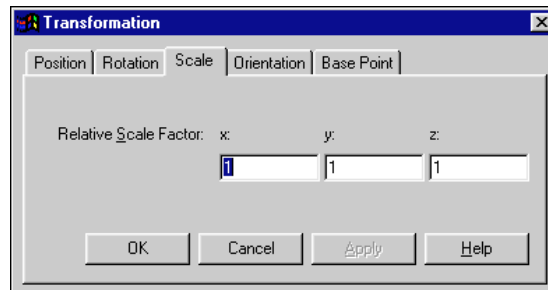 Transformation
Position Rotation Scale Orientation Base Point
Relative Scale Factor: x: y: z:
1 1 1
OK Cancel Apply Help